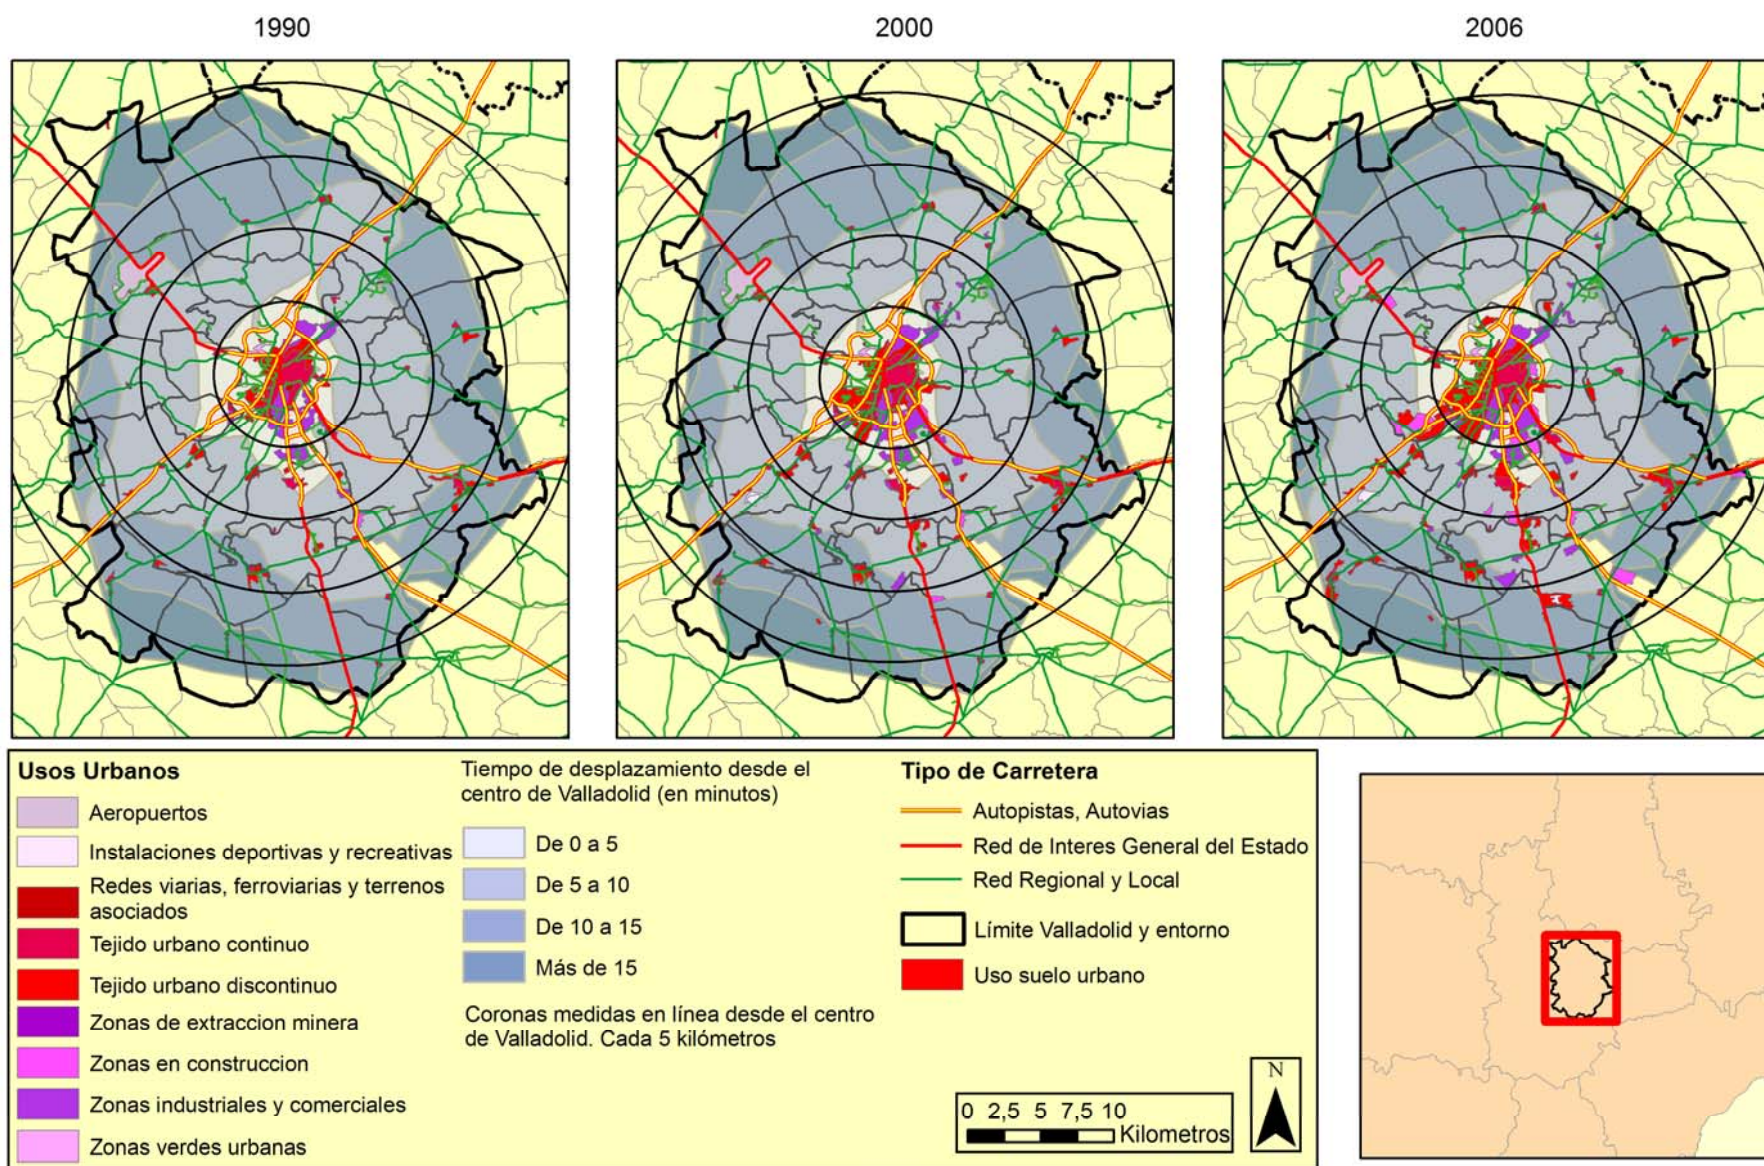 1990
2000
2006
Usos Urbanos
Aeropuertos
Instalaciones deportivas y recreativas
Redes viarias, ferroviarias y terrenos
asociados
Tejido urbano continuo
Tejido urbano discontinuo
Zonas de extraccion minera
Zonas en construccion
Zonas industriales y comerciales
Zonas verdes urbanas
Tiempo de desplazamiento desde el
centro de Valladolid (en minutos)
De 0 a 5
De 5 a 10
De 10 a 15
Más de 15
Coronas medidas en línea desde el centro
de Valladolid. Cada 5 kilómetros
Tipo de Carretera
Autopistas, Autovias
Red de Interes General del Estado
Red Regional y Local
Límite Valladolid y entorno
Uso suelo urbano
0 2,5 5 7,5 10
Kilometros
N